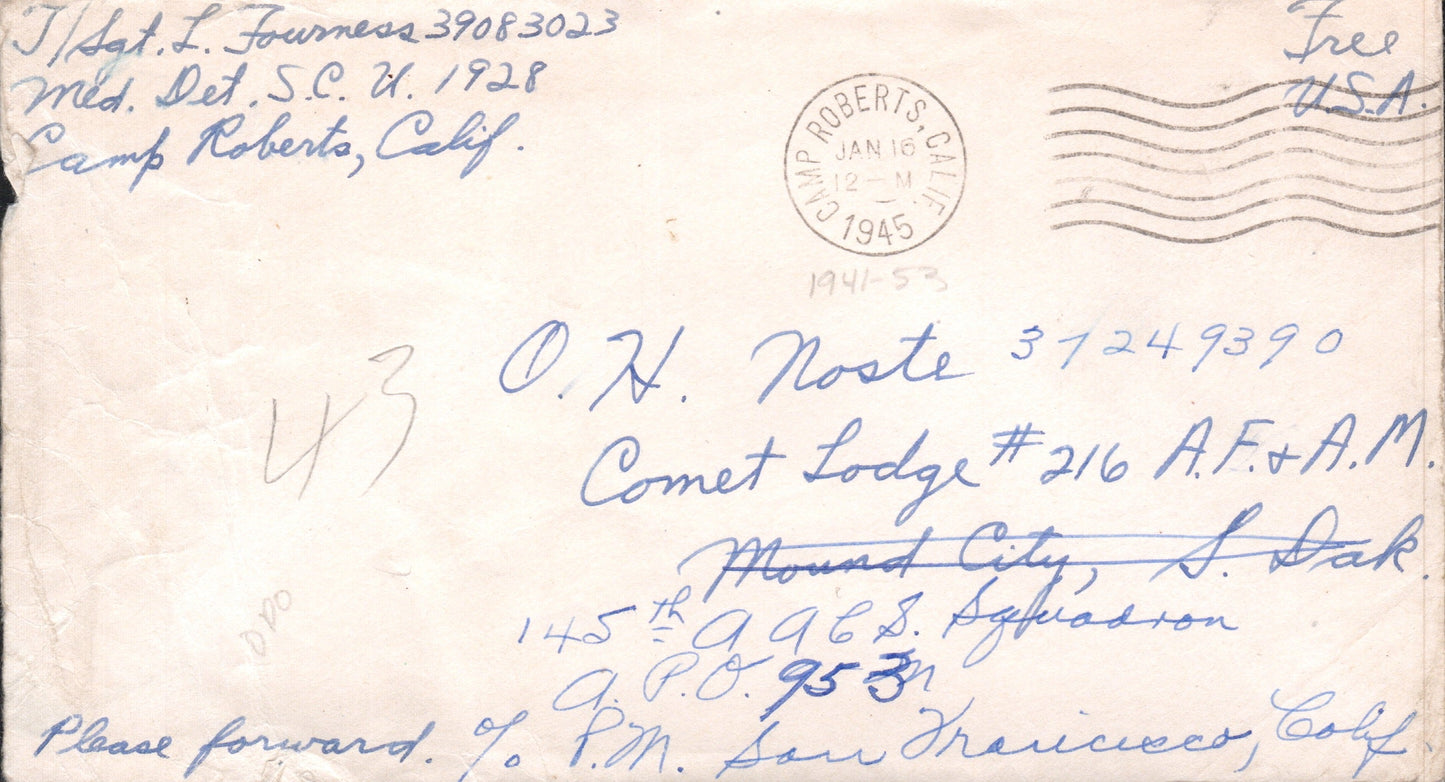 T/Sgt. L. Fourness 39083023
Med. Det. S.C.U. 1928
Camp Roberts, Calif.
Free
U.S.A.
CAMP ROBERTS, CALIF.
JAN 16
12 — M
1945
1941-53
43
O. H. Noste 37249390
Comet Lodge #216 A.F. & A.M.
Mound City, S. Dak.
145th A A C S. Squadron
A. P. O. 953
Please forward. c/o P.M. San Francisco, Calif